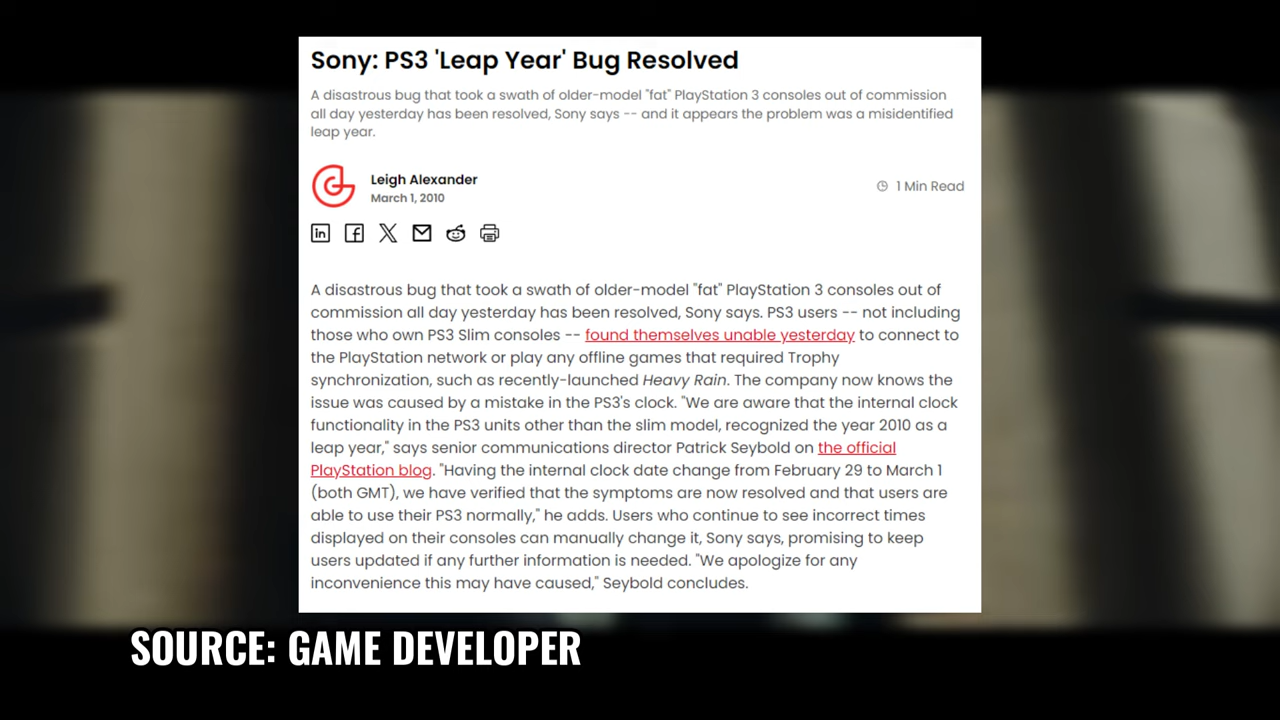 Sony: PS3 'Leap Year' Bug Resolved
A disastrous bug that took a swath of older-model "fat" PlayStation 3 consoles out of commission
all day yesterday has been resolved, Sony says -- and it appears the problem was a misidentified
leap year.
Leigh Alexander
March 1, 2010
1 Min Read
A disastrous bug that took a swath of older-model "fat" PlayStation 3 consoles out of
commission all day yesterday has been resolved, Sony says. PS3 users -- not including
those who own PS3 Slim consoles -- found themselves unable yesterday to connect to
the PlayStation network or play any offline games that required Trophy
synchronization, such as recently-launched Heavy Rain. The company now knows the
issue was caused by a mistake in the PS3's clock. "We are aware that the internal clock
functionality in the PS3 units other than the slim model, recognized the year 2010 as a
leap year," says senior communications director Patrick Seybold on the official
PlayStation blog. "Having the internal clock date change from February 29 to March 1
(both GMT), we have verified that the symptoms are now resolved and that users are
able to use their PS3 normally," he adds. Users who continue to see incorrect times
displayed on their consoles can manually change it, Sony says, promising to keep
users updated if any further information is needed. "We apologize for any
inconvenience this may have caused," Seybold concludes.
SOURCE: GAME DEVELOPER